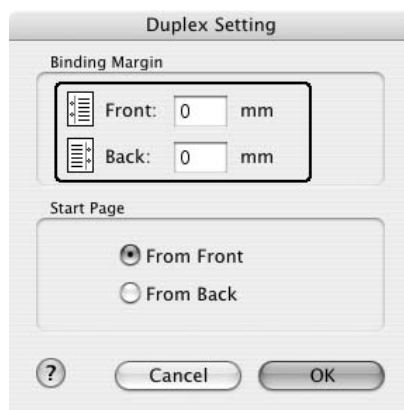 Duplex Setting
Binding Margin
Front: 0 mm
Back: 0 mm
Start Page
From Front
From Back
? Cancel OK